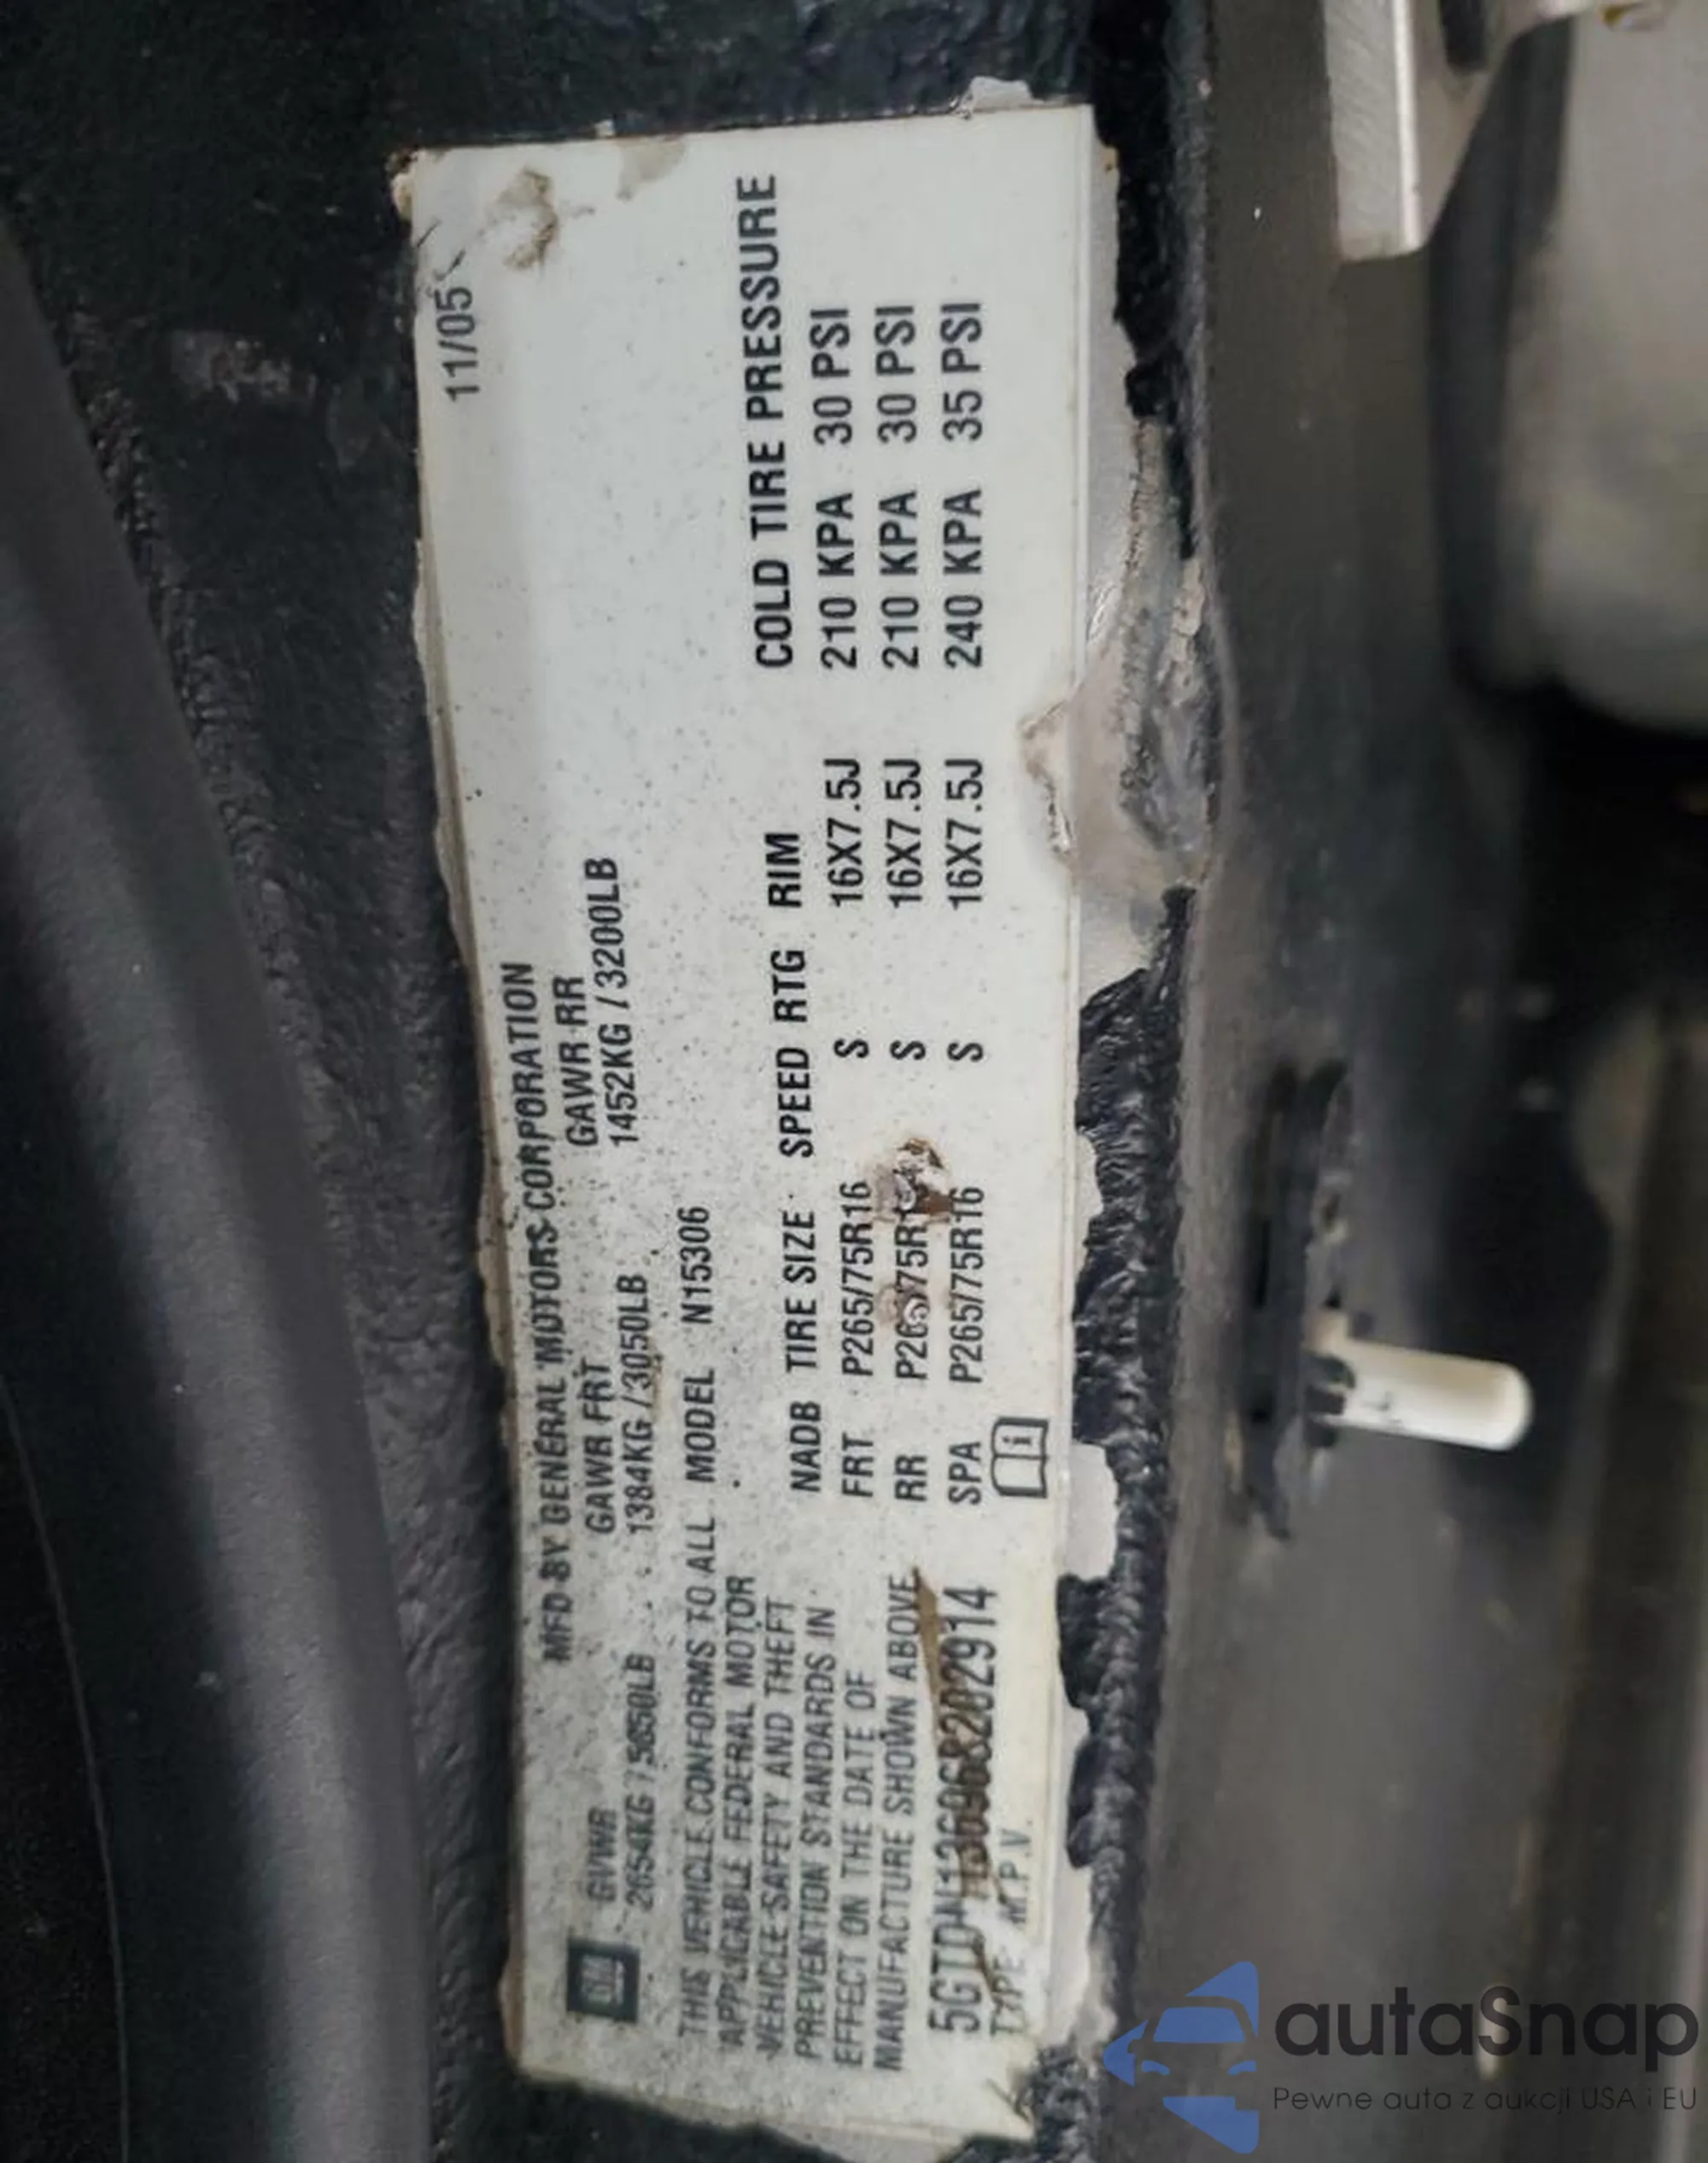 11/05
MFD BY GENERAL MOTORS CORPORATION
GM GVWR GAWR FRT GAWR RR
2654KG / 5850LB 1384KG / 3050LB 1452KG / 3200LB
THIS VEHICLE CONFORMS TO ALL MODEL N15306
APPLICABLE FEDERAL MOTOR
VEHICLE SAFETY AND THEFT
PREVENTION STANDARDS IN
EFFECT ON THE DATE OF
MANUFACTURE SHOWN ABOVE
5GTDN136968202914
TYPE M.P.V.
NADB TIRE SIZE SPEED RTG RIM COLD TIRE PRESSURE
FRT P265/75R16 S 16X7.5J 210 KPA 30 PSI
RR P265/75R16 S 16X7.5J 210 KPA 30 PSI
SPA P265/75R16 S 16X7.5J 240 KPA 35 PSI
i
autaSnap
Pewne auta z aukcji USA i EU